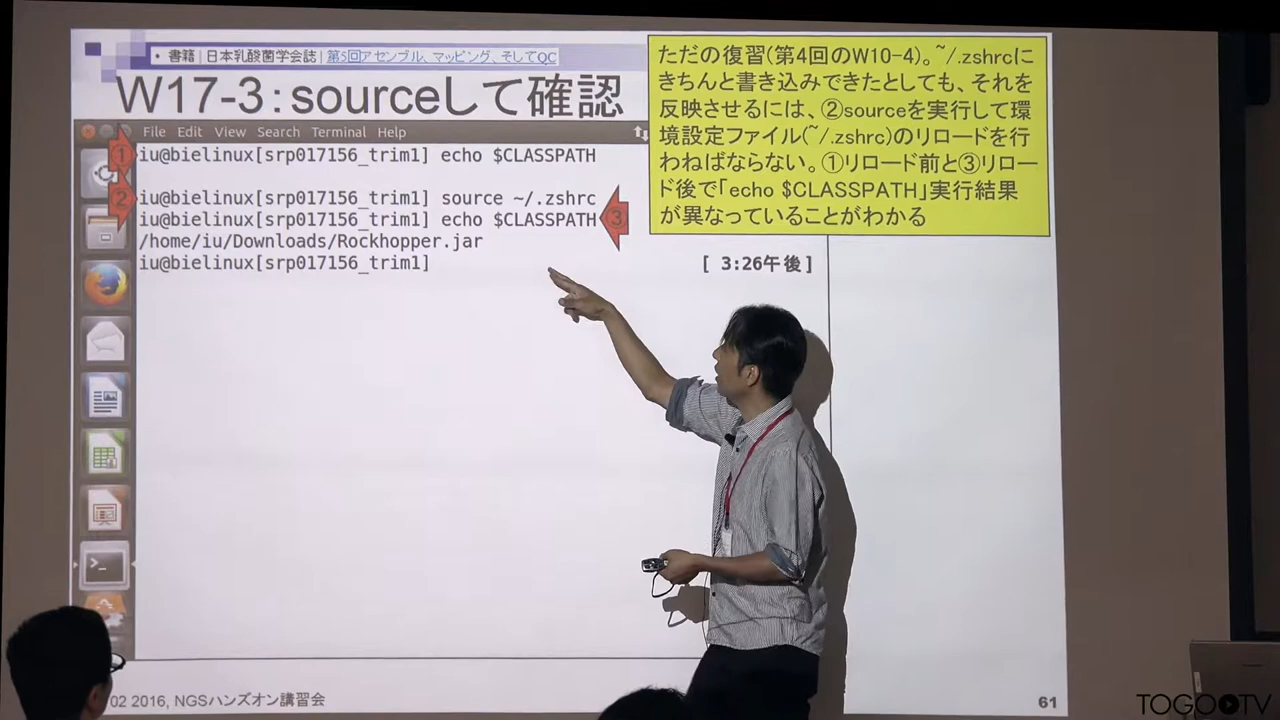 • 書籍 | 日本乳酸菌学会誌 | 第5回アセンブル、マッピング、そしてQC
W17-3：sourceして確認
ただの復習(第4回のW10-4)。~/.zshrcに
きちんと書き込みできたとしても、それを
反映させるには、②sourceを実行して環
境設定ファイル(~/.zshrc)のリロードを行
わねばならない。①リロード前と③リロー
ド後で「echo $CLASSPATH」実行結果
が異なっていることがわかる
File Edit View Search Terminal Help
① iu@bielinux[srp017156_trim1] echo $CLASSPATH
② iu@bielinux[srp017156_trim1] source ~/.zshrc
iu@bielinux[srp017156_trim1] echo $CLASSPATH ③
/home/iu/Downloads/Rockhopper.jar
iu@bielinux[srp017156_trim1] [ 3:26午後]
02 2016, NGSハンズオン講習会
61
TOGOTV